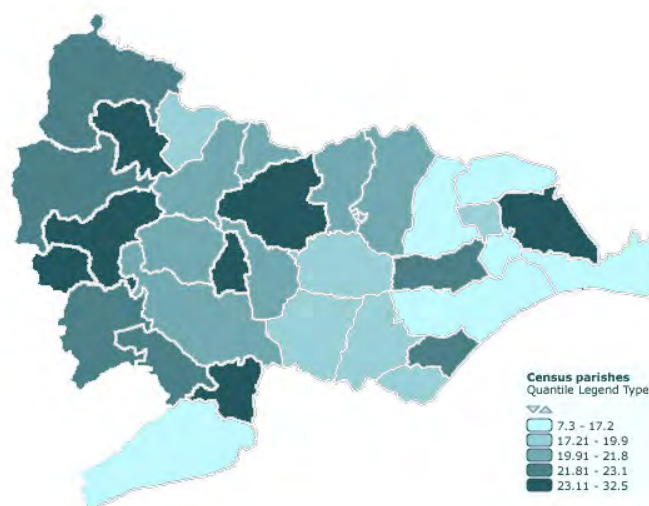 Census parishes
Quantile Legend Type
7.3 - 17.2
17.21 - 19.9
19.91 - 21.8
21.81 - 23.1
23.11 - 32.5